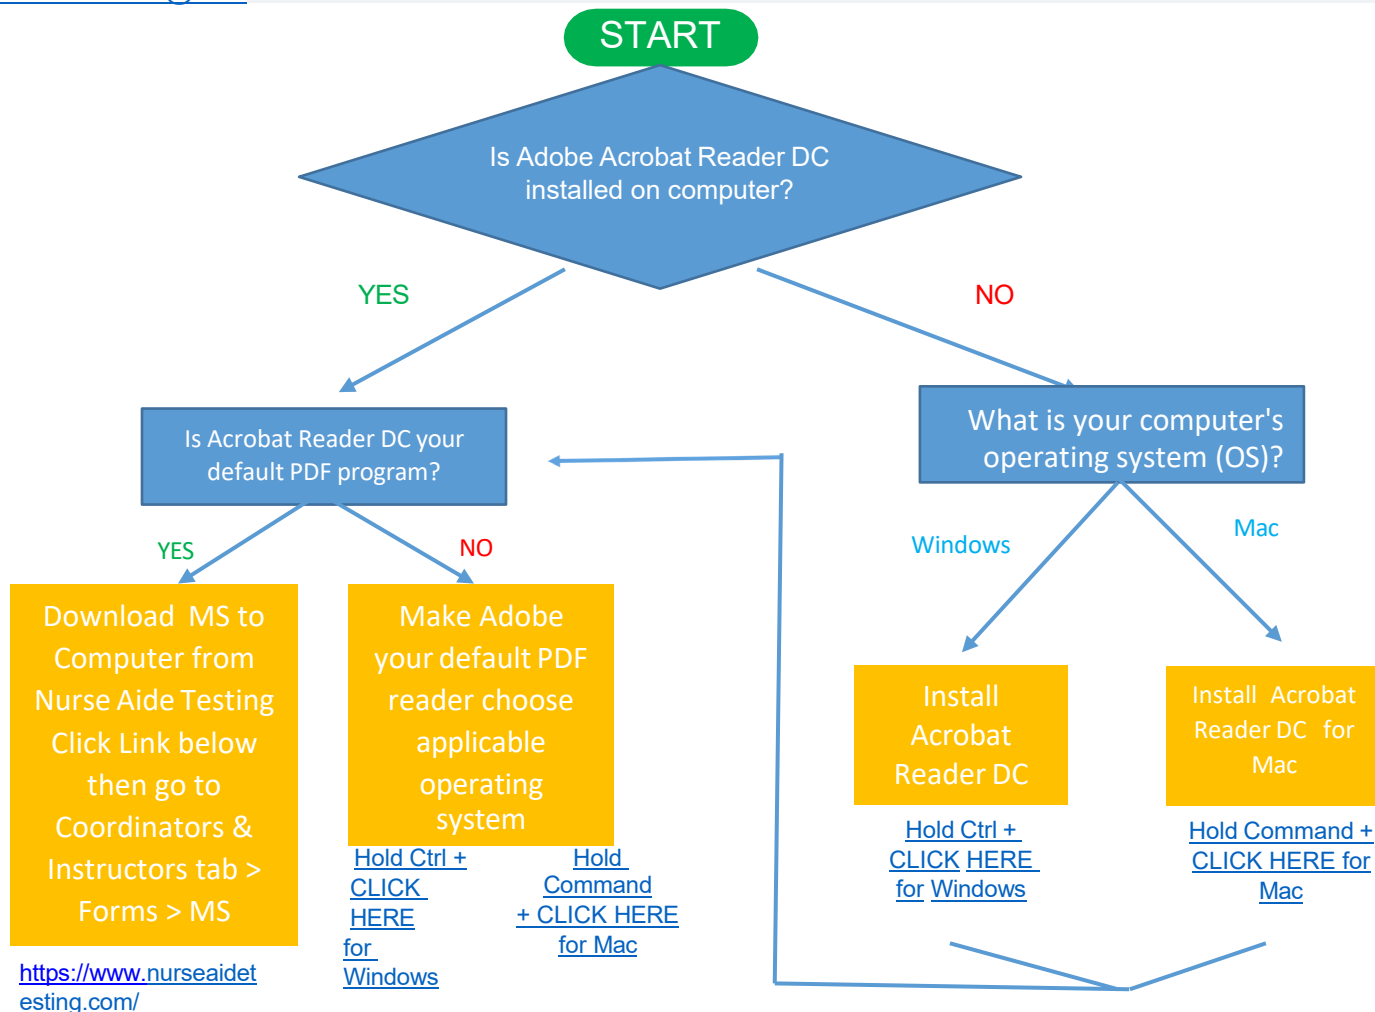 START
Is Adobe Acrobat Reader DC
installed on computer?
YES
NO
Is Acrobat Reader DC your
default PDF program?
What is your computer's
operating system (OS)?
YES
NO
Windows
Mac
Download MS to
Computer from
Nurse Aide Testing
Click Link below
then go to
Coordinators &
Instructors tab >
Forms > MS
https://www.nurseaidet
esting.com/
Make Adobe
your default PDF
reader choose
applicable
operating
system
Hold Ctrl +
CLICK
HERE
for
Windows
Hold
Command
+ CLICK HERE
for Mac
Install
Acrobat
Reader DC
Hold Ctrl +
CLICK HERE
for Windows
Install Acrobat
Reader DC for
Mac
Hold Command +
CLICK HERE for
Mac